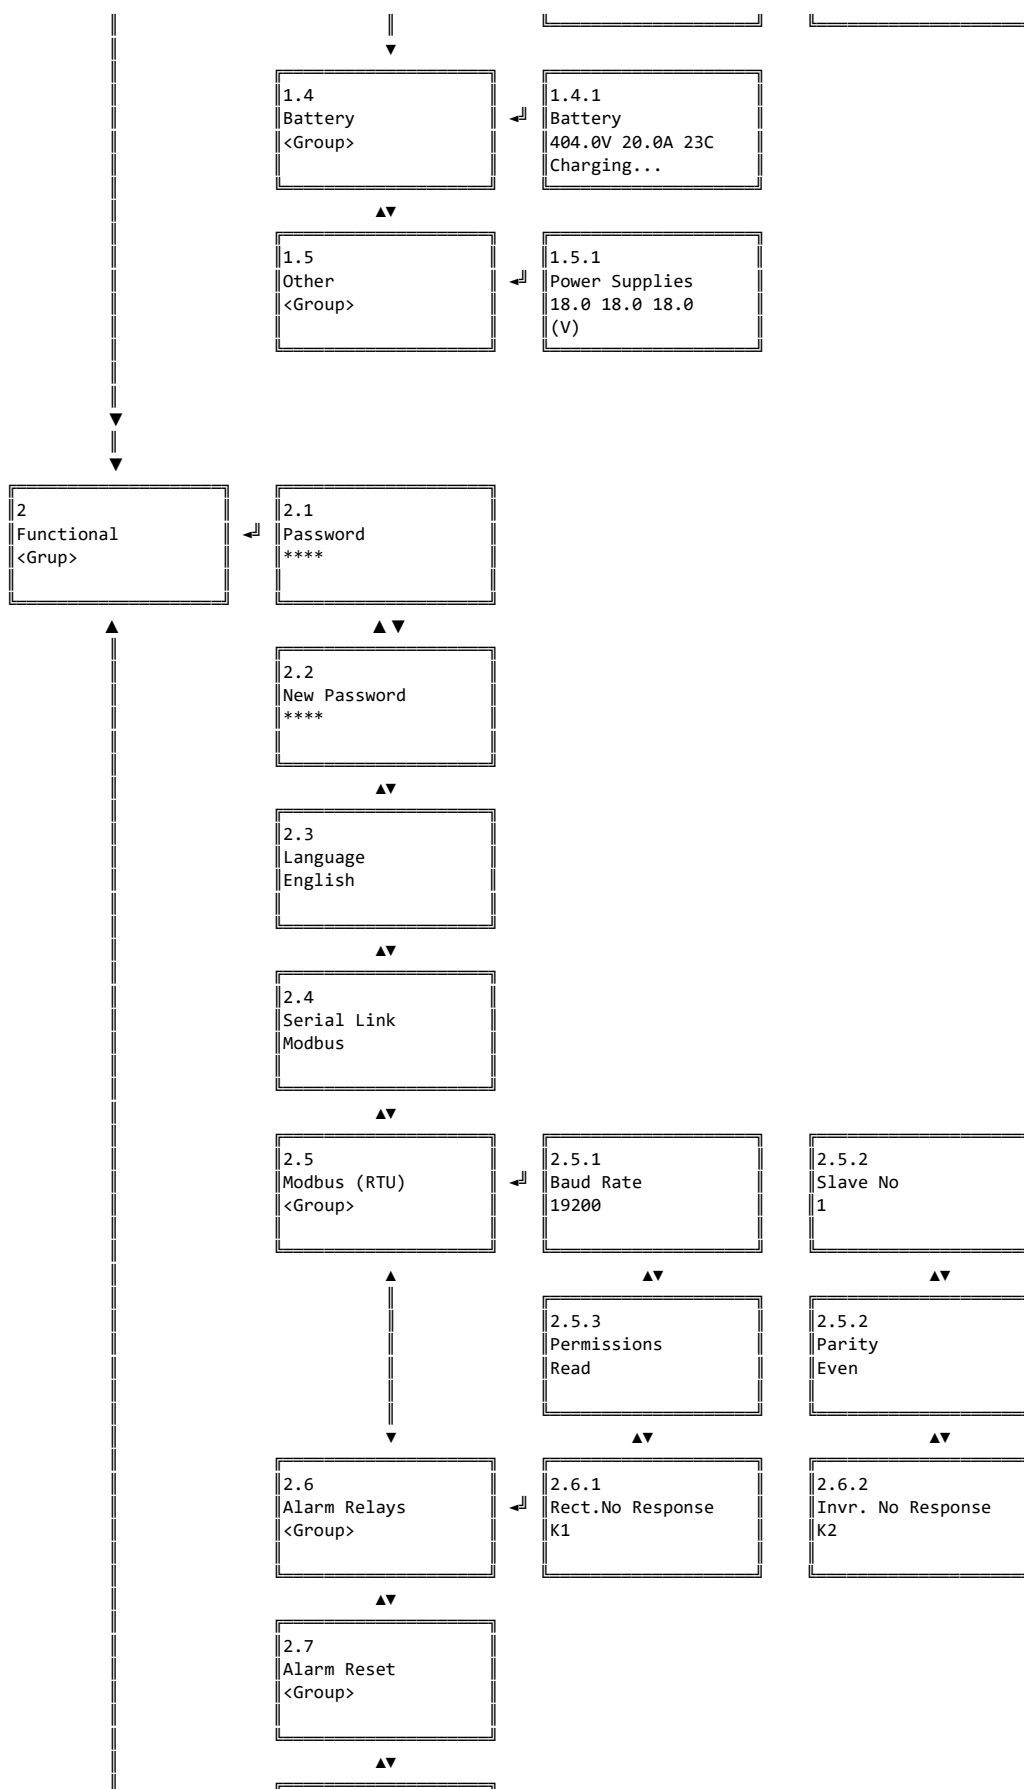 1.4
Battery
<Group>
1.4.1
Battery
404.0V 20.0A 23C
Charging...
1.5
Other
<Group>
1.5.1
Power Supplies
18.0 18.0 18.0
(V)
2
Functional
<Grup>
2.1
Password
****
2.2
New Password
****
2.3
Language
English
2.4
Serial Link
Modbus
2.5
Modbus (RTU)
<Group>
2.5.1
Baud Rate
19200
2.5.2
Slave No
1
2.5.3
Permissions
Read
2.5.2
Parity
Even
2.6
Alarm Relays
<Group>
2.6.1
Rect.No Response
K1
2.6.2
Invr. No Response
K2
2.7
Alarm Reset
<Group>